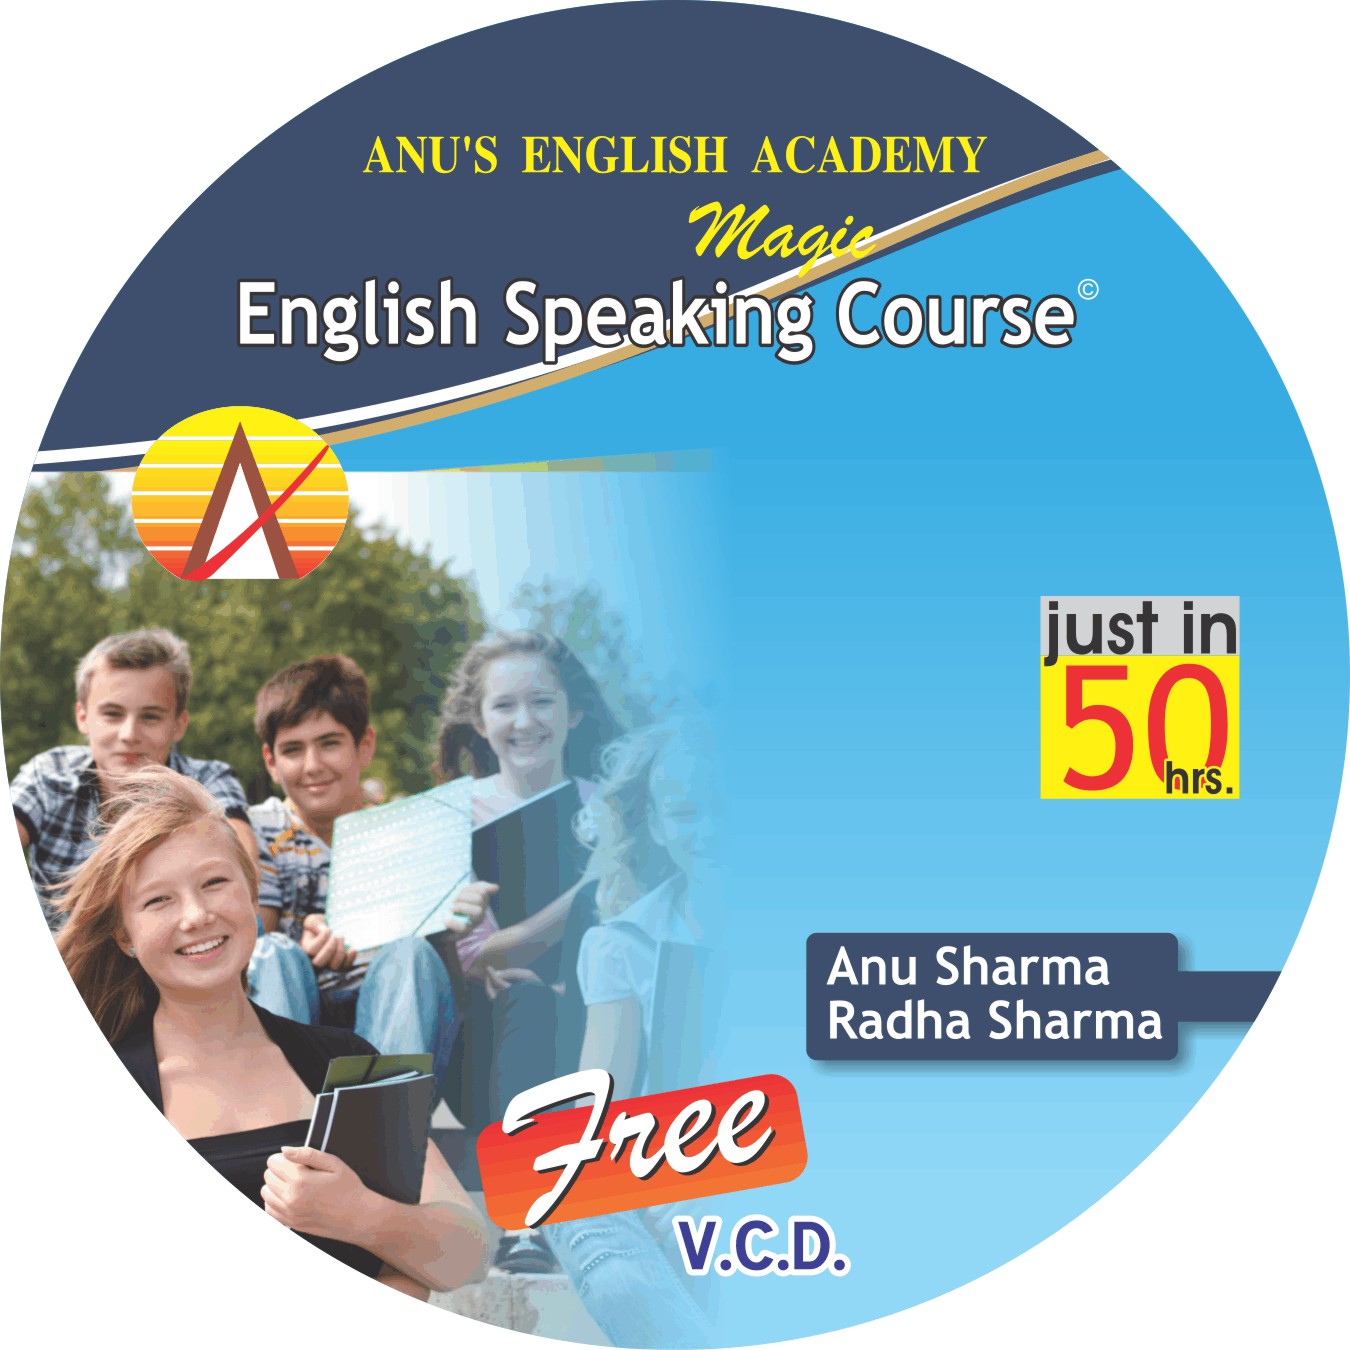 ANU'S ENGLISH ACADEMY
Magic
English Speaking Course©
just in
50
hrs.
Anu Sharma
Radha Sharma
Free
V.C.D.